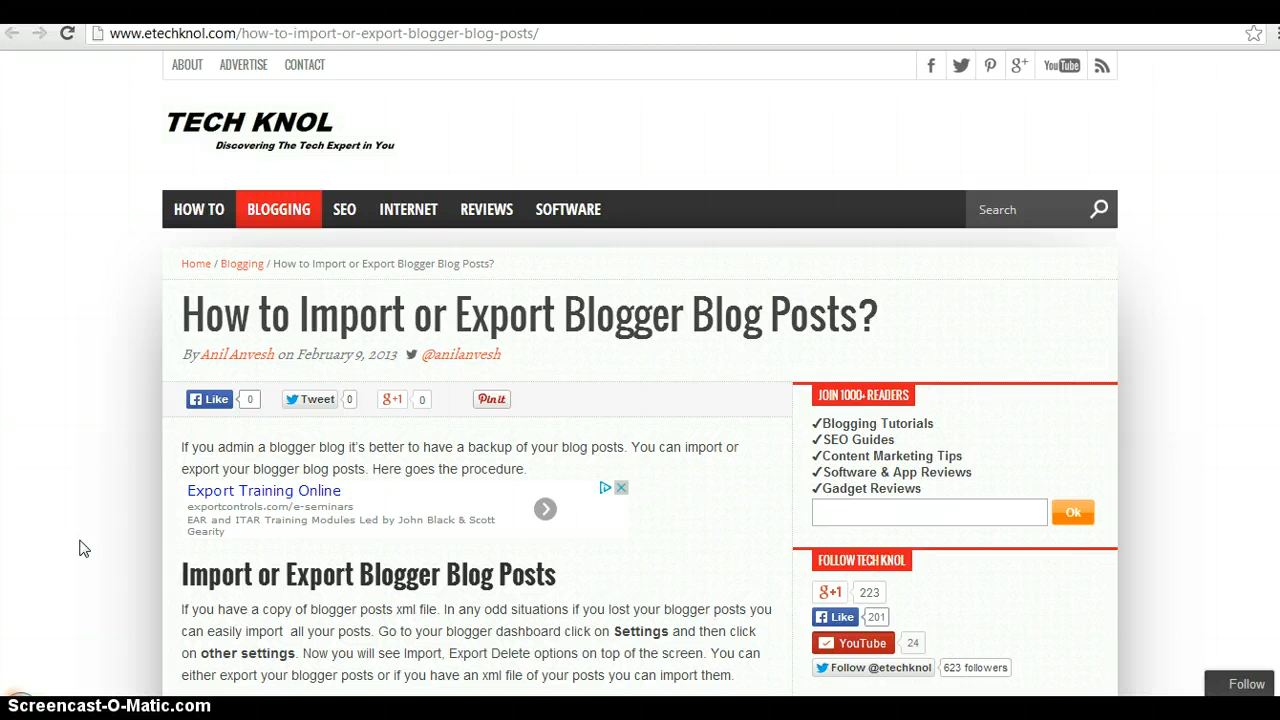 www.etechknol.com/how-to-import-or-export-blogger-blog-posts/
ABOUT ADVERTISE CONTACT
You Tube
TECH KNOL
Discovering The Tech Expert in You
HOW TO BLOGGING SEO INTERNET REVIEWS SOFTWARE Search
Home / Blogging / How to Import or Export Blogger Blog Posts?
How to Import or Export Blogger Blog Posts?
By Anil Anvesh on February 9, 2013 @anilanvesh
Like 0 Tweet 0 g+1 0 Pin it
If you admin a blogger blog it's better to have a backup of your blog posts. You can import or
export your blogger blog posts. Here goes the procedure.
Export Training Online
exportcontrols.com/e-seminars
EAR and ITAR Training Modules Led by John Black & Scott
Gearity
Import or Export Blogger Blog Posts
If you have a copy of blogger posts xml file. In any odd situations if you lost your blogger posts you
can easily import all your posts. Go to your blogger dashboard click on Settings and then click
on other settings. Now you will see Import, Export Delete options on top of the screen. You can
either export your blogger posts or if you have an xml file of your posts you can import them.
JOIN 1000+ READERS
✓Blogging Tutorials
✓SEO Guides
✓Content Marketing Tips
✓Software & App Reviews
✓Gadget Reviews
Ok
FOLLOW TECH KNOL
g+1 223
Like 201
YouTube 24
Follow @etechknol 623 followers
Follow
Screencast-O-Matic.com